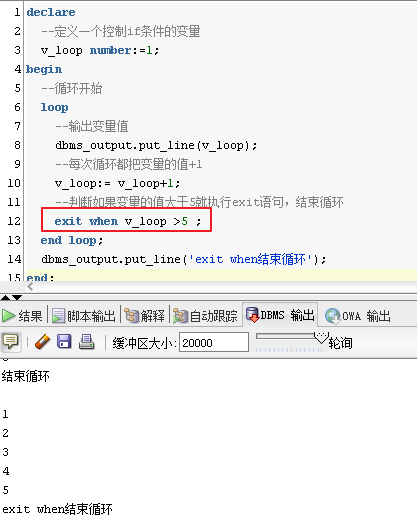 1 declare
2 --定义一个控制if条件的变量
3 v_loop number:=1;
4 begin
5 --循环开始
6 loop
7 --输出变量值
8 dbms_output.put_line(v_loop);
9 --每次循环都把变量的值+1
10 v_loop:= v_loop+1;
11 --判断如果变量的值大于5就执行exit语句，结束循环
12 exit when v_loop >5 ;
13 end loop;
14 dbms_output.put_line('exit when结束循环');
15 end;
结果 脚本输出 解释 自动跟踪 DBMS 输出 OWA 输出
缓冲区大小: 20000 轮询
结束循环
1
2
3
4
5
exit when结束循环